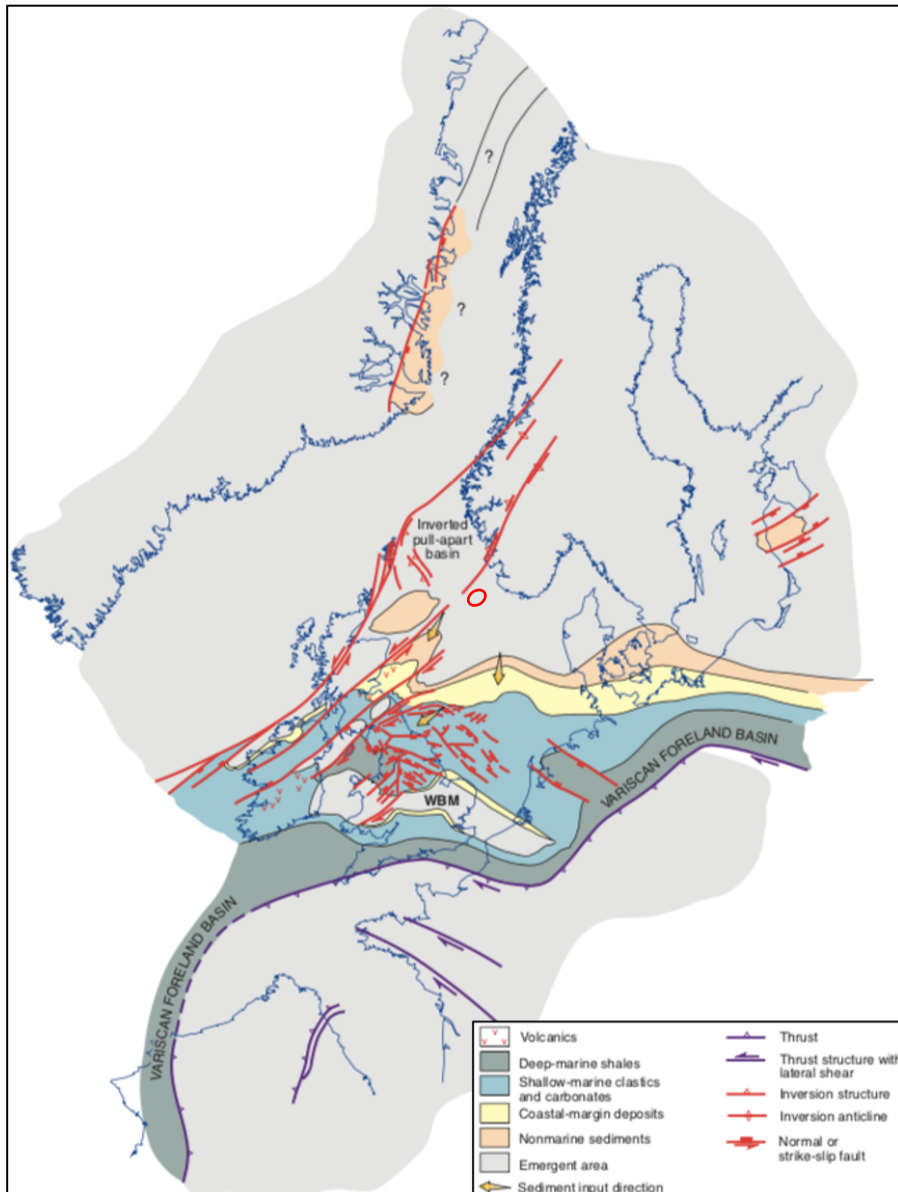 ?
?
?
Inverted
pull-apart
basin
VARISCAN FORELAND BASIN
WBM
VARISCAN FORELAND BASIN
Volcanics
Deep-marine shales
Shallow-marine clastics
and carbonates
Coastal-margin deposits
Nonmarine sediments
Emergent area
Sediment input direction
Thrust
Thrust structure with
lateral shear
Inversion structure
Inversion anticline
Normal or
strike-slip fault